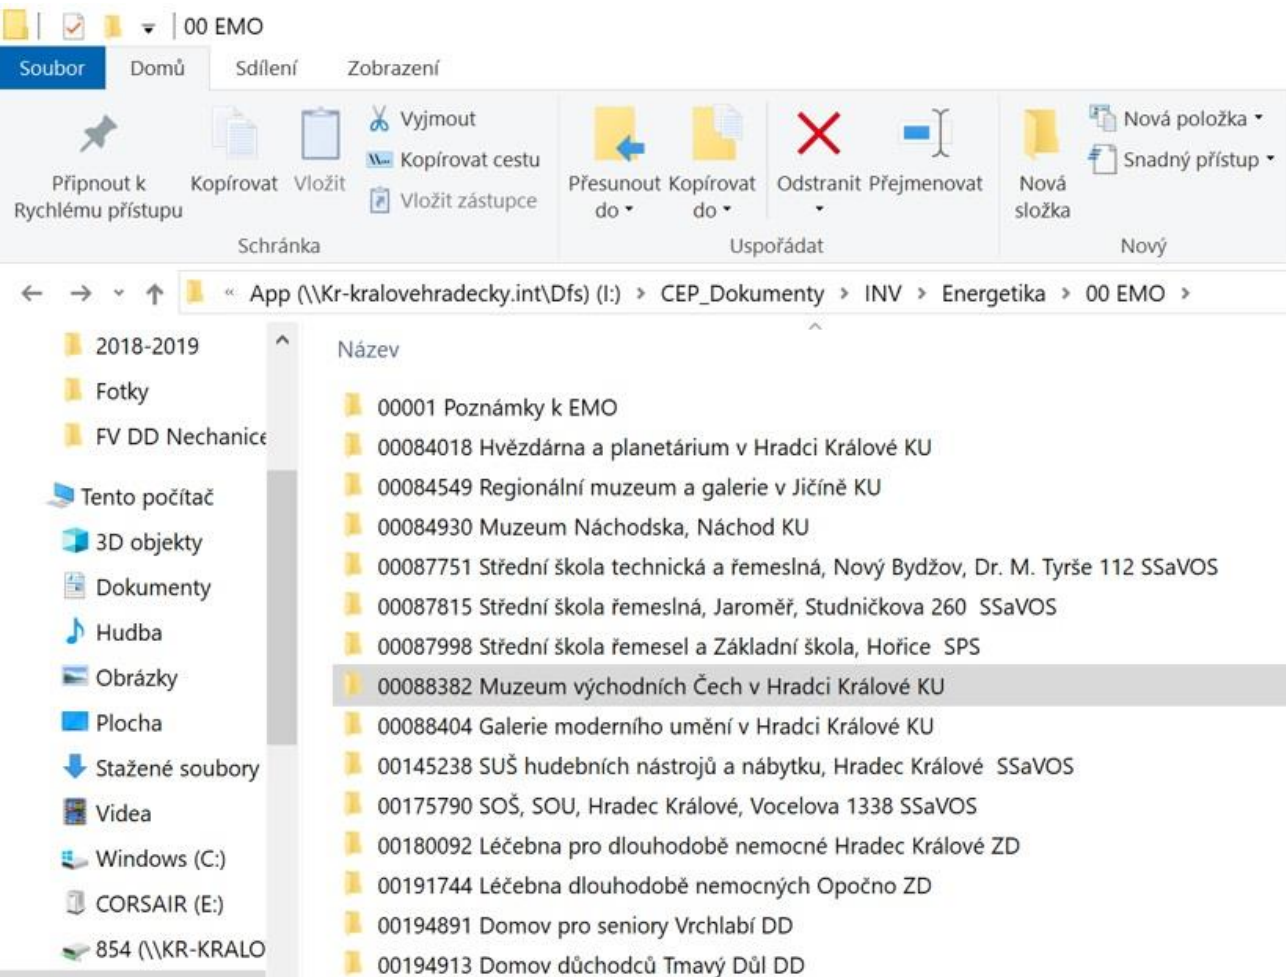 00 EMO
Soubor Domů Sdílení Zobrazení
Připnout k Rychlému přístupu
Kopírovat
Vložit
Vyjmout
Kopírovat cestu
Vložit zástupce
Schránka
Přesunout do
Kopírovat do
Odstranit
Přejmenovat
Uspořádat
Nová složka
Nová položka
Snadný přístup
Nový
« App (\\Kr-kralovehradecky.int\Dfs) (I:) > CEP_Dokumenty > INV > Energetika > 00 EMO >
2018-2019
Fotky
FV DD Nechanice
Tento počítač
3D objekty
Dokumenty
Hudba
Obrázky
Plocha
Stažené soubory
Videa
Windows (C:)
CORSAIR (E:)
854 (\\KR-KRALO
Název
00001 Poznámky k EMO
00084018 Hvězdárna a planetárium v Hradci Králové KU
00084549 Regionální muzeum a galerie v Jičíně KU
00084930 Muzeum Náchodska, Náchod KU
00087751 Střední škola technická a řemeslná, Nový Bydžov, Dr. M. Tyrše 112 SSaVOS
00087815 Střední škola řemeslná, Jaroměř, Studničkova 260 SSaVOS
00087998 Střední škola řemesel a Základní škola, Hořice SPS
00088382 Muzeum východních Čech v Hradci Králové KU
00088404 Galerie moderního umění v Hradci Králové KU
00145238 SUŠ hudebních nástrojů a nábytku, Hradec Králové SSaVOS
00175790 SOŠ, SOU, Hradec Králové, Vocelova 1338 SSaVOS
00180092 Léčebna pro dlouhodobě nemocné Hradec Králové ZD
00191744 Léčebna dlouhodobě nemocných Opočno ZD
00194891 Domov pro seniory Vrchlabí DD
00194913 Domov důchodců Tmavý Důl DD